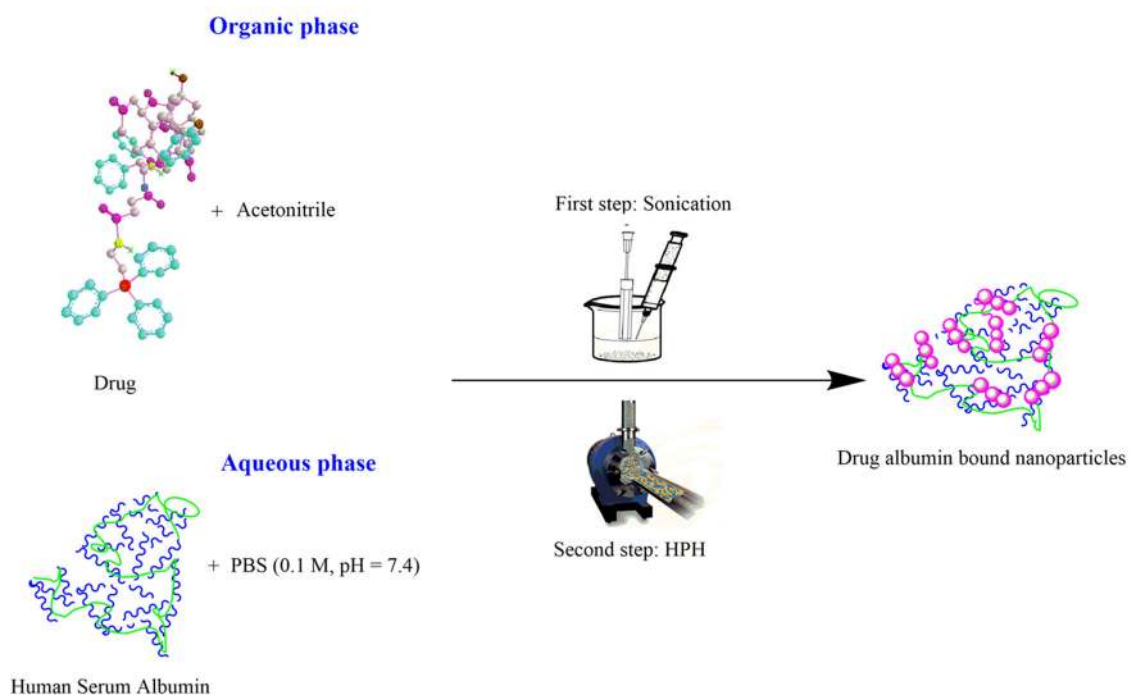 Organic phase
+ Acetonitrile
Drug
Aqueous phase
+ PBS (0.1 M, pH = 7.4)
Human Serum Albumin
First step: Sonication
Second step: HPH
Drug albumin bound nanoparticles